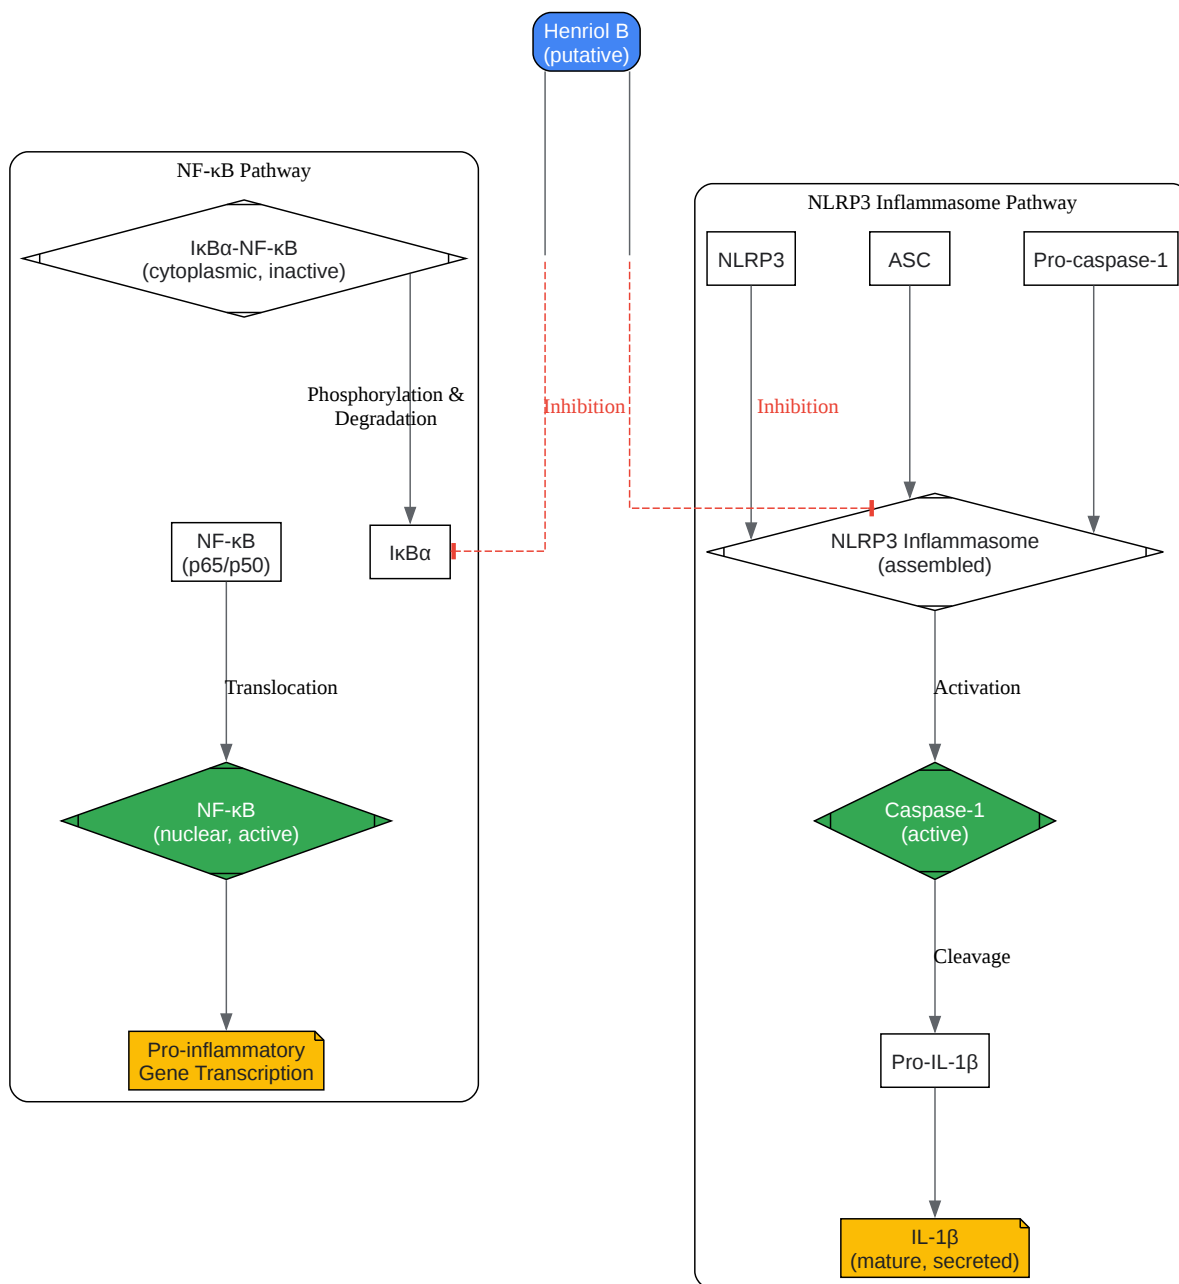 Henriol B
(putative)
NF-κB Pathway
IκBα-NF-κB
(cytoplasmic, inactive)
Phosphorylation &
Degradation
NF-κB
(p65/p50)
IκBα
Translocation
NF-κB
(nuclear, active)
Pro-inflammatory
Gene Transcription
Inhibition
NLRP3 Inflammasome Pathway
NLRP3
ASC
Pro-caspase-1
Inhibition
NLRP3 Inflammasome
(assembled)
Activation
Caspase-1
(active)
Cleavage
Pro-IL-1β
IL-1β
(mature, secreted)